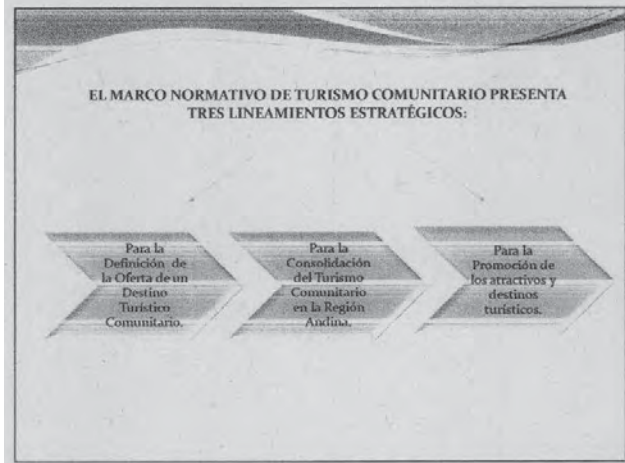 EL MARCO NORMATIVO DE TURISMO COMUNITARIO PRESENTA
TRES LINEAMIENTOS ESTRATÉGICOS:
Para la
Definición de
la Oferta de un
Destino
Turístico
Comunitario.
Para la
Consolidación
del Turismo
Comunitario
en la Región
Andina.
Para la
Promoción de
los atractivos y
destinos
turísticos.